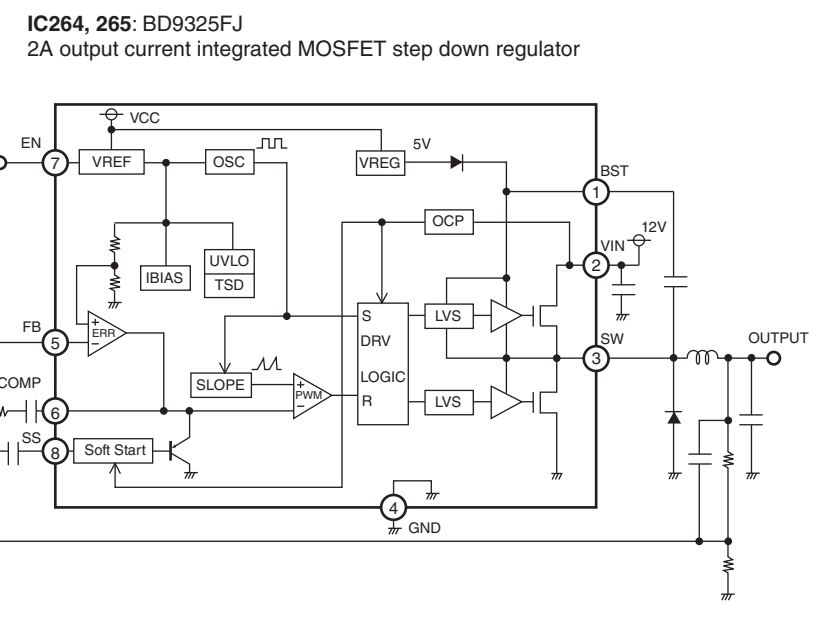 IC264, 265: BD9325FJ
2A output current integrated MOSFET step down regulator
VCC
EN
7
VREF
OSC
VREG
5V
BST
1
OCP
12V
VIN
2
IBIAS
UVLO
TSD
S
DRV
LOGIC
R
LVS
FB
5
+
ERR
−
SW
3
OUTPUT
SLOPE
+
PWM
−
LVS
COMP
6
SS
8
Soft Start
4
GND